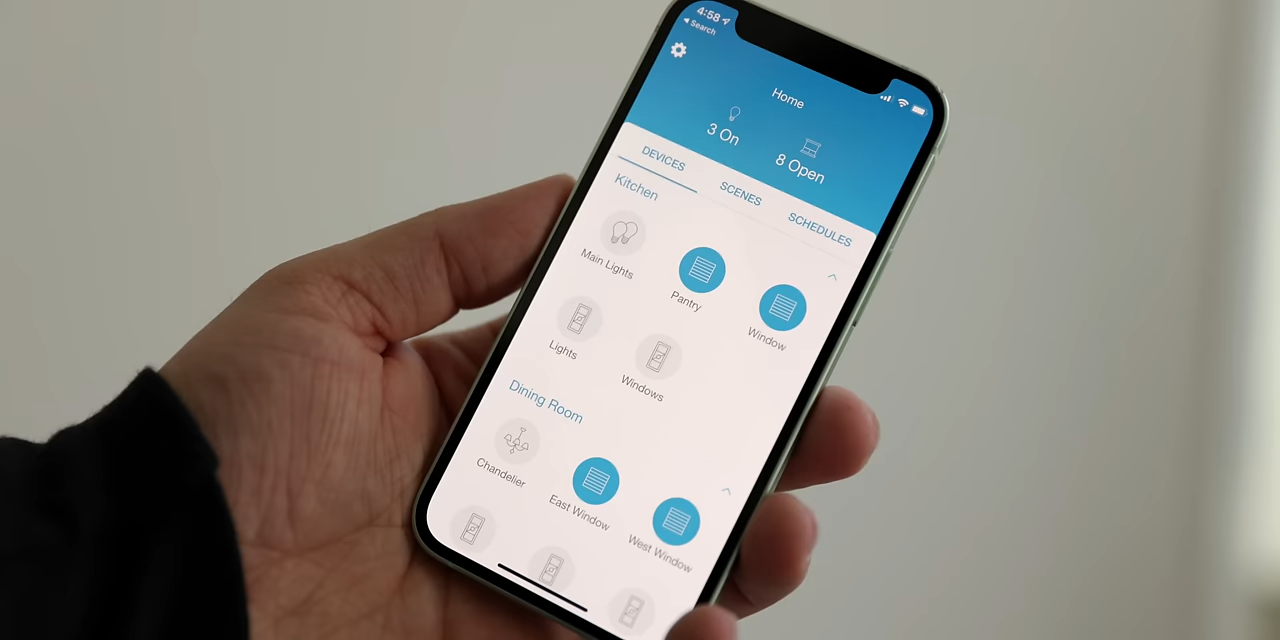 4:58
Search
Home
3 On
8 Open
DEVICES
SCENES
SCHEDULES
Kitchen
Main Lights
Pantry
Window
Lights
Windows
Dining Room
Chandelier
East Window
West Window